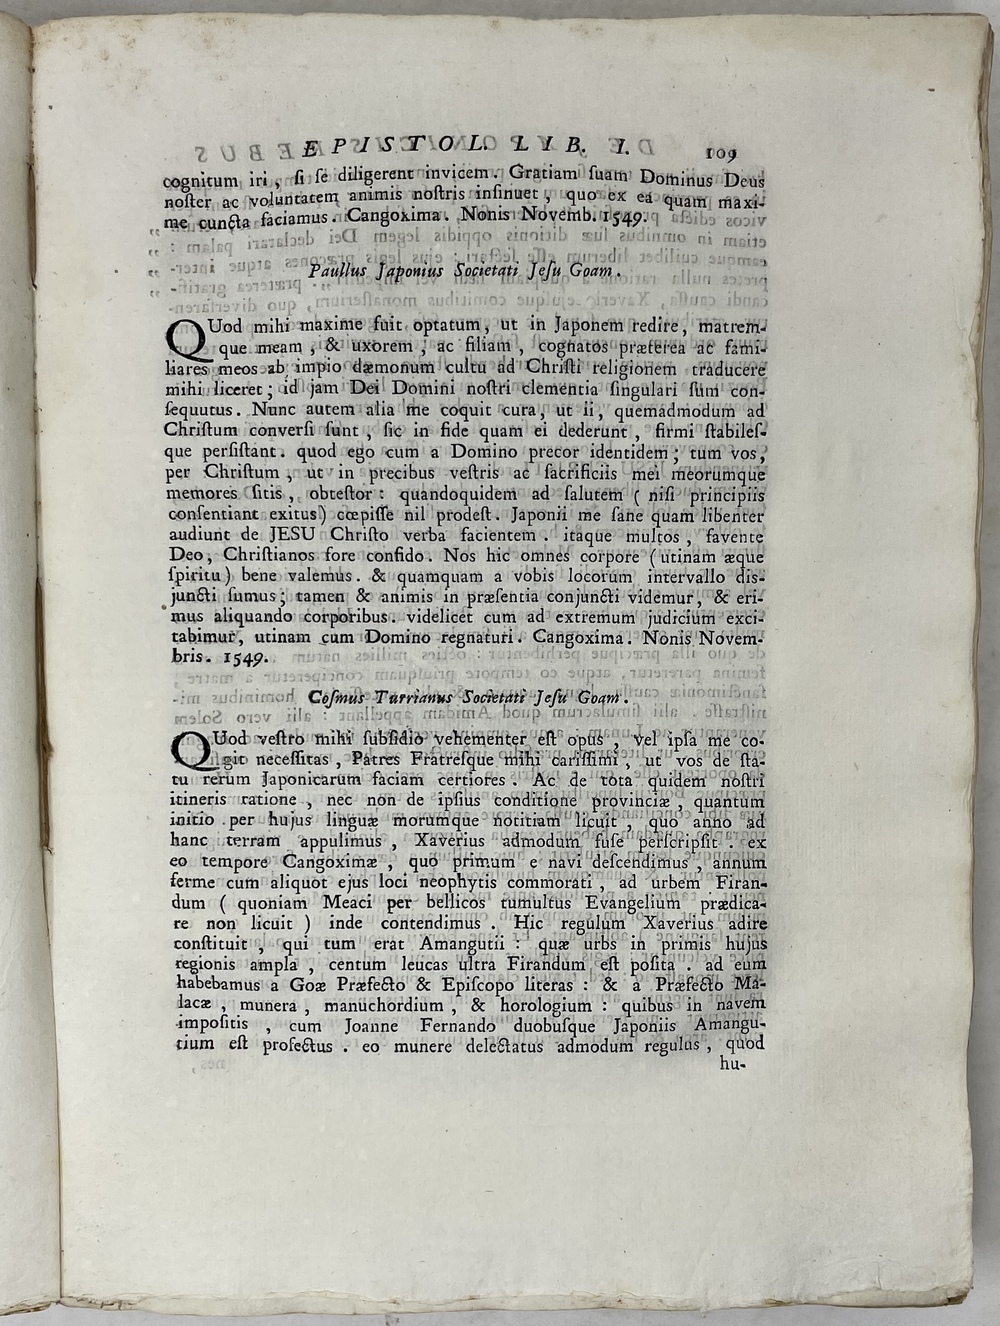 EPISTOL. LIB. I. 109
cognitum iri, ſi ſe diligerent invicem. Gratiam ſuam Dominus Deus
noſter ac voluntatem animis noſtris inſinuet, quo ex ea quam maxi-
me cuncta faciamus. Cangoxima. Nonis Novemb. 1549.
Paullus Japonius Societati Jeſu Goam.
QUod mihi maxime fuit optatum, ut in Japonem redire, matrem-
que meam, & uxorem, ac filiam, cognatos præterea ac fami-
liares meos ab impio dæmonum cultu ad Chriſti religionem traducere
mihi liceret; id jam Dei Domini noſtri clementia ſingulari ſum con-
ſequutus. Nunc autem alia me coquit cura, ut ii, quemadmodum ad
Chriſtum converſi ſunt, ſic in fide quam ei dederunt, firmi ſtabileſ-
que perſiſtant. quod ego cum a Domino precor identidem; tum vos,
per Chriſtum, ut in precibus veſtris ac ſacrificiis mei meorumque
memores ſitis, obteſtor: quandoquidem ad ſalutem (niſi principiis
conſentiant exitus) cœpiſſe nil prodeſt. Japonii me ſane quam libenter
audiunt de JESU Chriſto verba facientem. itaque multos, favente
Deo, Chriſtianos fore confido. Nos hic omnes corpore (utinam æque
ſpiritu) bene valemus. & quamquam a vobis locorum intervallo diſ-
juncti ſumus; tamen & animis in præſentia conjuncti videmur, & eri-
mus aliquando corporibus. videlicet cum ad extremum judicium exci-
tabimur, utinam cum Domino regnaturi. Cangoxima. Nonis Novem-
bris. 1549.
Coſmus Turrianus Societati Jeſu Goam.
QUod veſtro mihi ſubſidio vehementer eſt opus, vel ipſa me co-
git neceſſitas, Patres Fratreſque mihi cariſſimi, ut vos de ſta-
tu rerum Japonicarum faciam certiores. Ac de tota quidem noſtri
itineris ratione, nec non de ipſius conditione provinciæ, quantum
initio per hujus linguæ morumque notitiam licuit, quo anno ad
hanc terram appulimus, Xaverius admodum fuſe perſcripſit. ex
eo tempore Cangoximæ, quo primum e navi deſcendimus, annum
ferme cum aliquot ejus loci neophytis commorati, ad urbem Firan-
dum (quoniam Meaci per bellicos tumultus Evangelium prædica-
re non licuit) inde contendimus. Hic regulum Xaverius adire
conſtituit, qui tum erat Amangutii: quæ urbs in primis hujus
regionis ampla, centum leucas ultra Firandum eſt poſita. ad eum
habebamus a Goæ Præfecto & Epiſcopo literas: & a Præfecto Ma-
lacæ, munera, manuchordium, & horologium: quibus in navem
impoſitis, cum Joanne Fernando duobuſque Japoniis Amangu-
tium eſt profectus. eo munere delectatus admodum regulus, quod
hu-